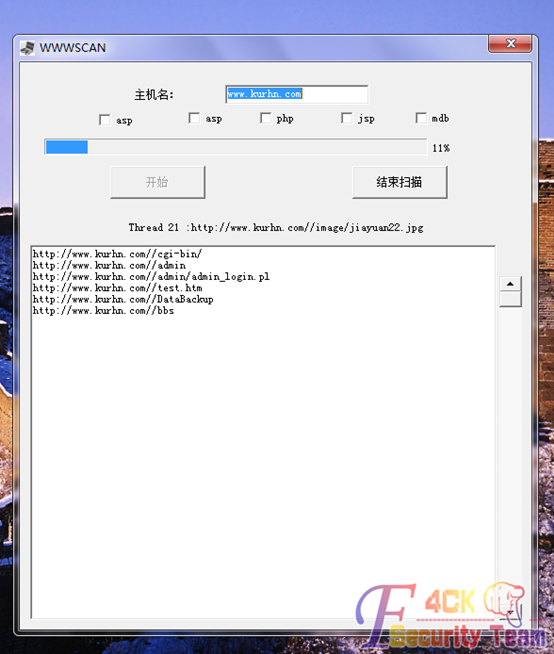 WWWSCAN
主机名:
www.kurhn.com
asp asp php jsp mdb
11%
开始 结束扫描
Thread 21 :http://www.kurhn.com//image/jiayuan22.jpg
http://www.kurhn.com//cgi-bin/
http://www.kurhn.com//admin
http://www.kurhn.com//admin/admin_login.pl
http://www.kurhn.com//test.htm
http://www.kurhn.com//DataBackup
http://www.kurhn.com//bbs
F4CK
Security Team